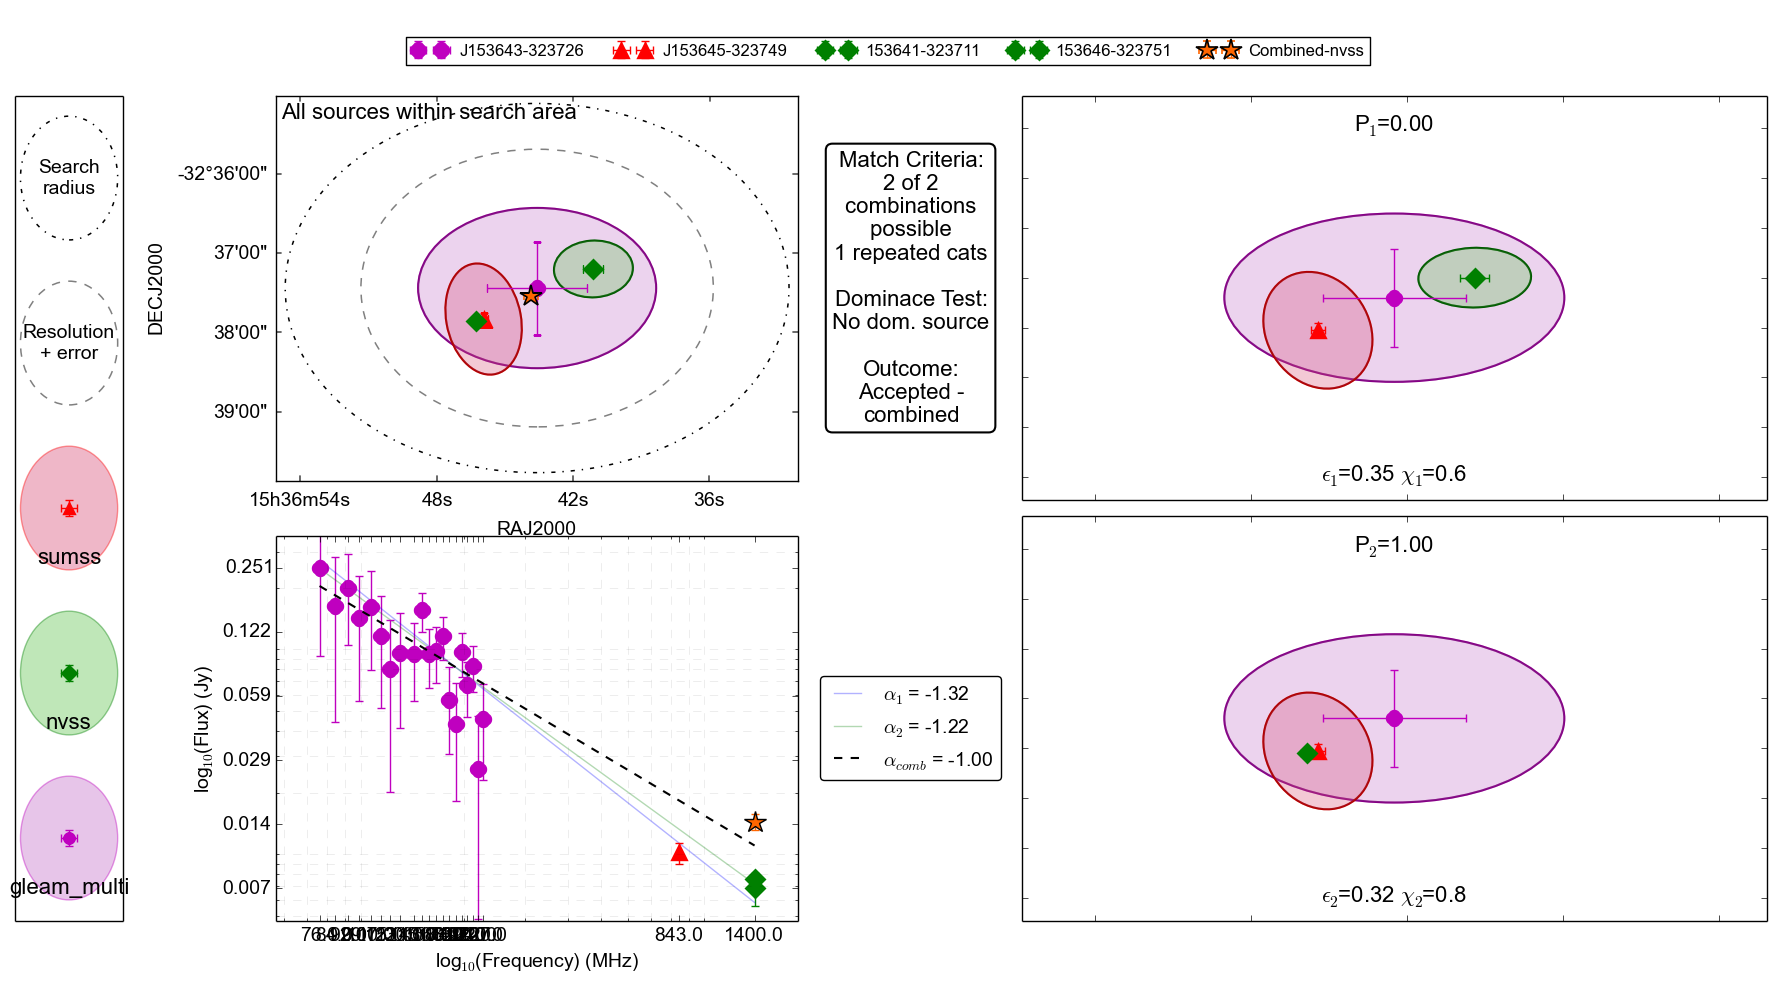 J153643-323726 J153645-323749 153641-323711 153646-323751 Combined-nvss
Search
radius
Resolution
+ error
sumss
nvss
gleam_multi
All sources within search area
DECJ2000
-32°36'00"
37'00"
38'00"
39'00"
15h36m54s 48s 42s 36s
RAJ2000
Match Criteria:
2 of 2
combinations
possible
1 repeated cats
Dominace Test:
No dom. source
Outcome:
Accepted -
combined
P1=0.00
ϵ1=0.35 χ1=0.6
P2=1.00
ϵ2=0.32 χ2=0.8
log10(Flux) (Jy)
0.251
0.122
0.059
0.029
0.014
0.007
843.0 1400.0
log10(Frequency) (MHz)
α1 = -1.32
α2 = -1.22
αcomb = -1.00